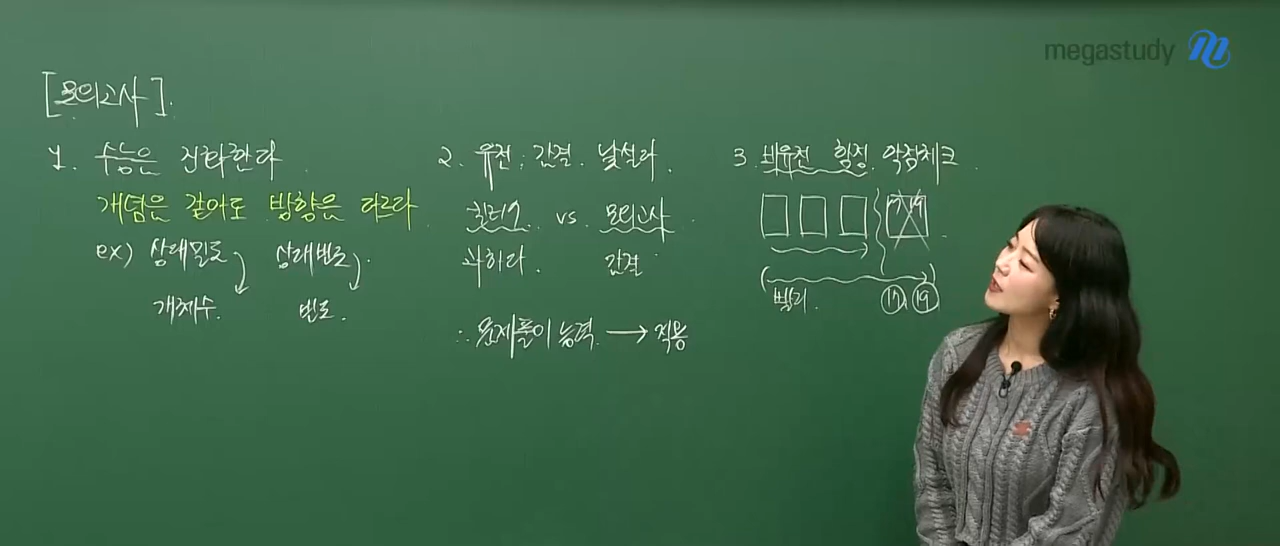 megastudy
[모의고사].
1. 수능은 진화한다.
개념은 같아도 방향은 다르다.
ex) 상대밀도 상대빈도.
개체수. 빈도.
2. 유전: 간결. 낯설다.
킬러 vs 모의고사.
과하다. 간결
∴ 문제풀이 능력. → 적용
3. 비유전 함정. 약점체크.
17, 19
빨리. 17, 19